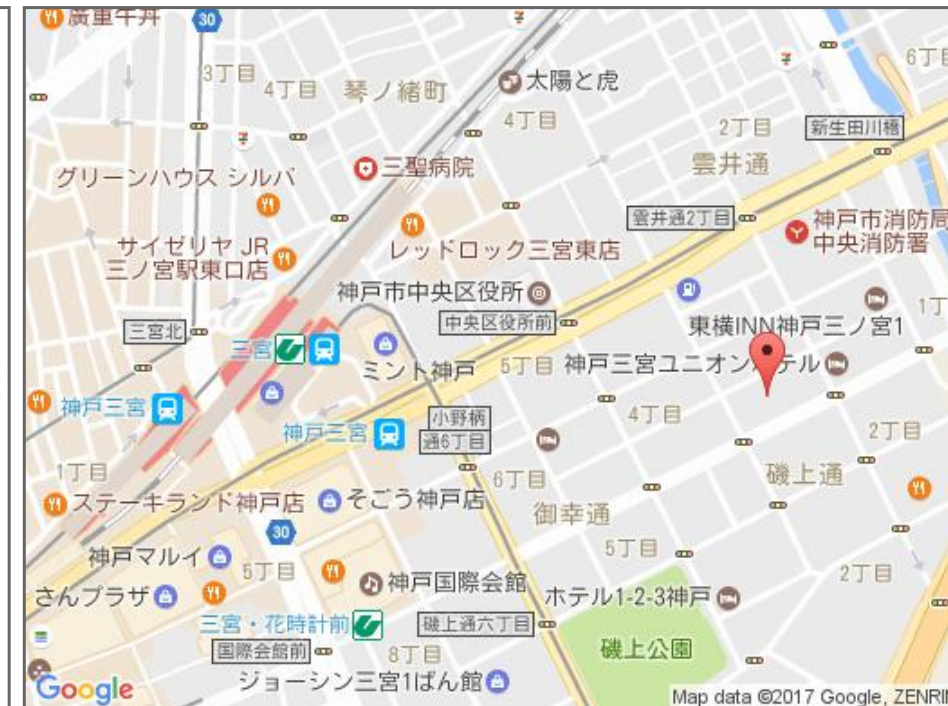 廣重牛丼
30
3丁目
4丁目
琴ノ緒町
太陽と虎
4丁目
6丁目
2丁目
新生田川橋
グリーンハウス シルバ
三聖病院
雲井通
サイゼリヤ JR
三ノ宮駅東口店
レッドロック三宮東店
雲井通2丁目
神戸市消防局
中央消防署
神戸市中央区役所
中央区役所前
三宮北
三宮
ミント神戸
5丁目
東横INN神戸三ノ宮1
1丁
神戸三宮ユニオンホテル
神戸三宮
神戸三宮
小野柄
通6丁目
4丁目
2丁目
1丁目
6丁目
磯上通
ステーキランド神戸店
そごう神戸店
御幸通
30
5丁目
神戸マルイ
5丁目
神戸国際会館
2丁目
さんプラザ
ホテル1-2-3神戸
三宮・花時計前
磯上通六丁目
磯上公園
国際会館前
8丁目
ジョーシン三宮1ばん館
Google
Map data ©2017 Google, ZENRIN